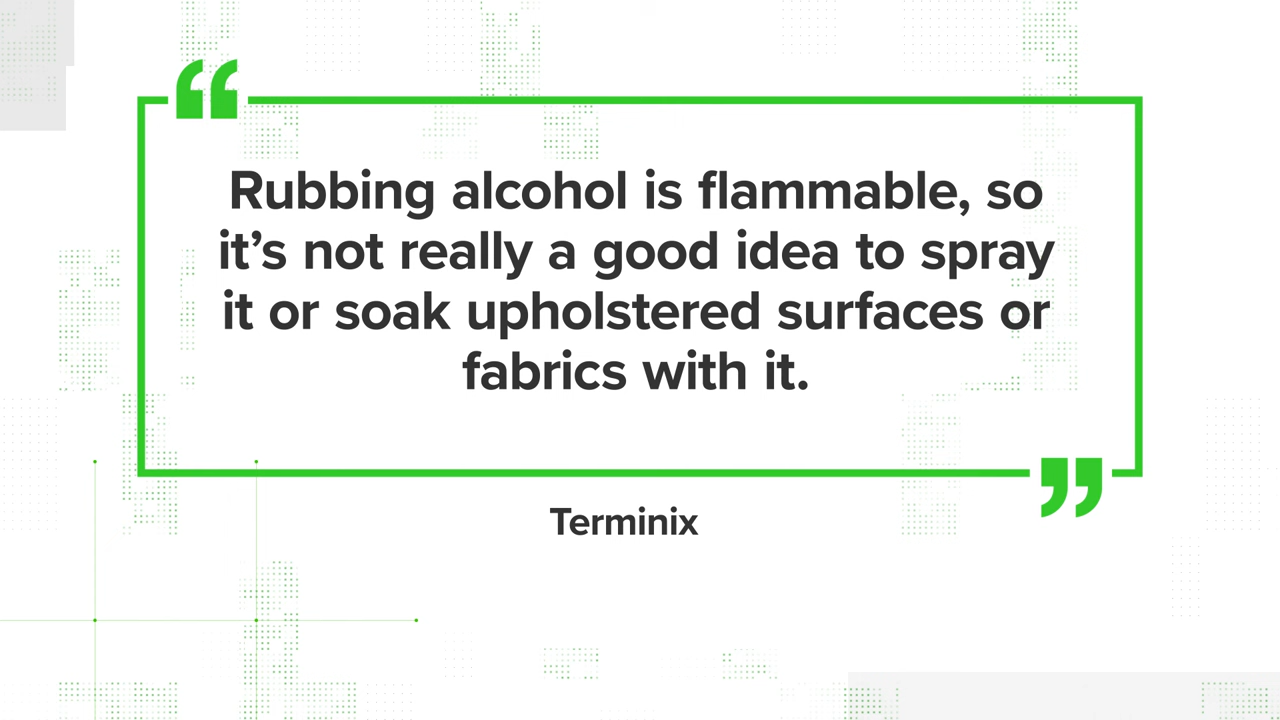 “
Rubbing alcohol is flammable, so
it’s not really a good idea to spray
it or soak upholstered surfaces or
fabrics with it.
”
Terminix